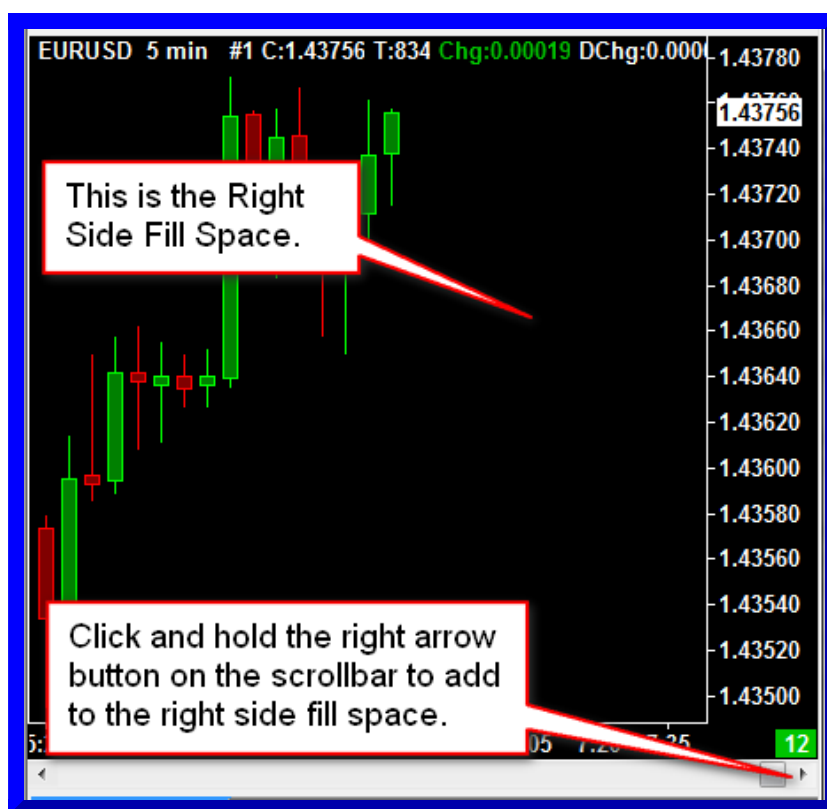 EURUSD 5 min #1 C:1.43756 T:834 Chg:0.00019 DChg:0.000
1.43780
1.43756
1.43740
This is the Right
Side Fill Space.
1.43720
1.43700
1.43680
1.43660
1.43640
1.43620
1.43600
1.43580
1.43560
1.43540
Click and hold the right arrow
button on the scrollbar to add
to the right side fill space.
1.43520
1.43500
12